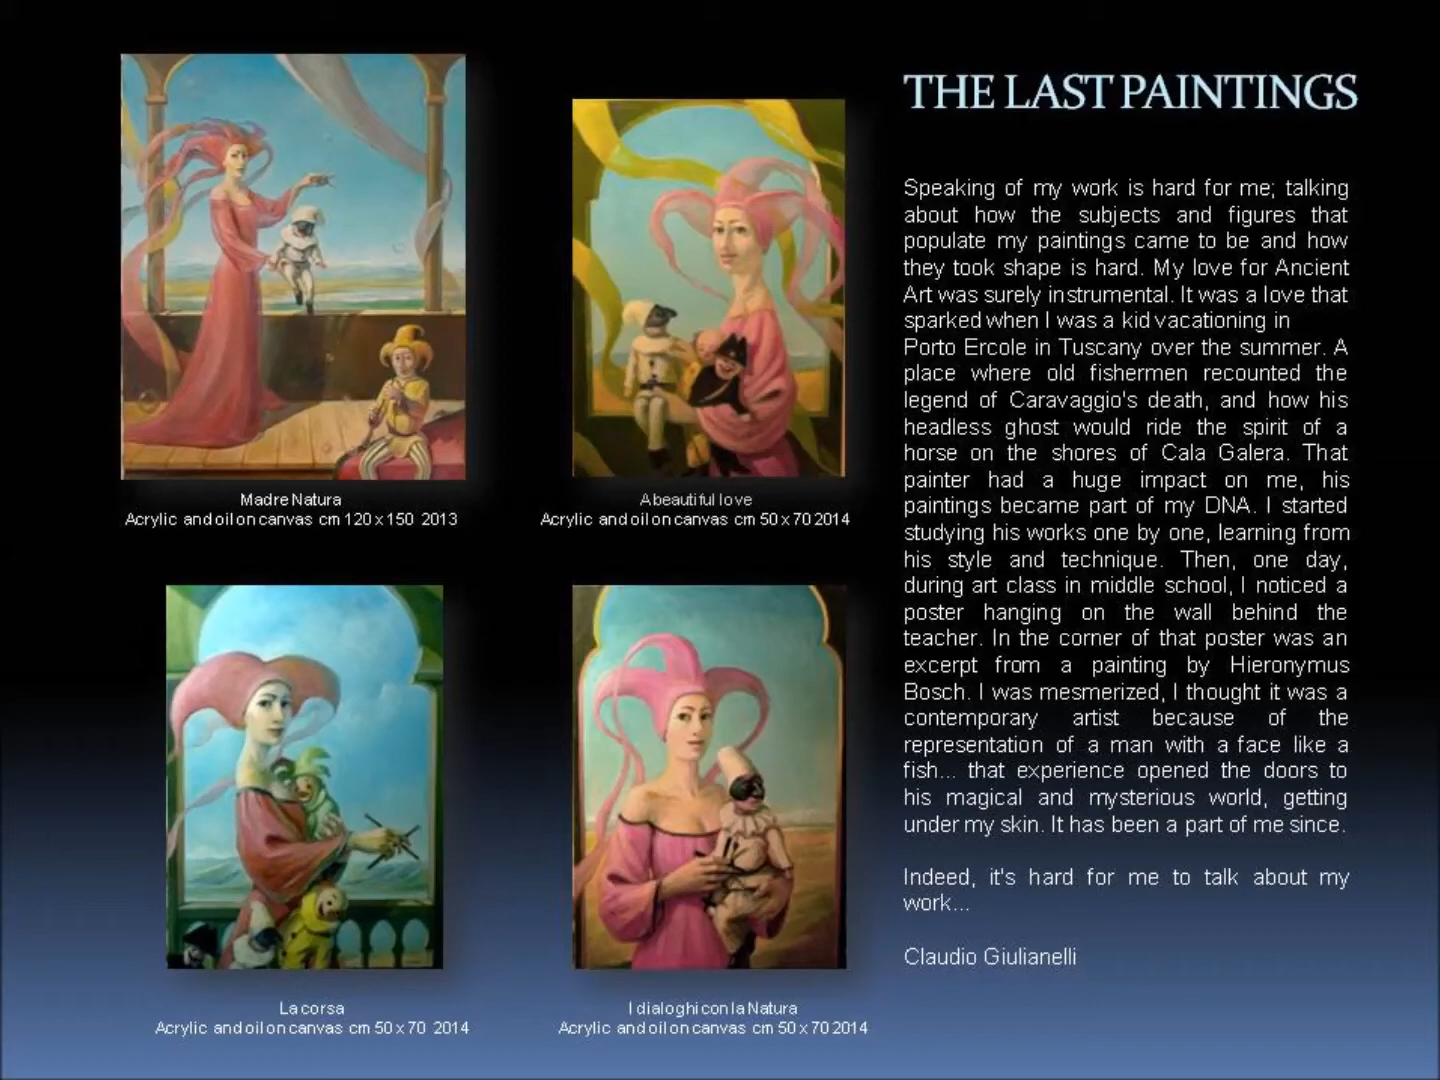 THE LAST PAINTINGS
Speaking of my work is hard for me; talking
about how the subjects and figures that
populate my paintings came to be and how
they took shape is hard. My love for Ancient
Art was surely instrumental. It was a love that
sparked when I was a kid vacationing in
Porto Ercole in Tuscany over the summer. A
place where old fishermen recounted the
legend of Caravaggio's death, and how his
headless ghost would ride the spirit of a
horse on the shores of Cala Galera. That
painter had a huge impact on me, his
paintings became part of my DNA. I started
studying his works one by one, learning from
his style and technique. Then, one day,
during art class in middle school, I noticed a
poster hanging on the wall behind the
teacher. In the corner of that poster was an
excerpt from a painting by Hieronymus
Bosch. I was mesmerized, I thought it was a
contemporary artist because of the
representation of a man with a face like a
fish... that experience opened the doors to
his magical and mysterious world, getting
under my skin. It has been a part of me since.
Indeed, it's hard for me to talk about my
work...
Claudio Giulianelli
Madre Natura
Acrylic and oil on canvas cm 120 x 150 2013
A beautiful love
Acrylic and oil on canvas cm 50 x 70 2014
La corsa
Acrylic and oil on canvas cm 50 x 70 2014
I dialoghi con la Natura
Acrylic and oil on canvas cm 50 x 70 2014